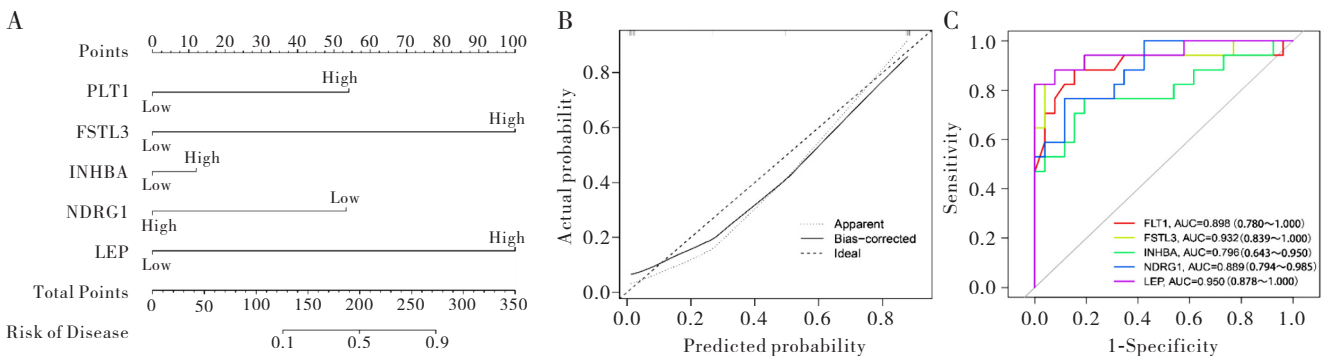 A
Points
0 10 20 30 40 50 60 70 80 90 100
PLT1
Low
High
FSTL3
Low
High
INHBA
Low
High
NDRG1
High
Low
LEP
Low
High
Total Points
0 50 100 150 200 250 300 350
Risk of Disease
0.1 0.5 0.9
B
Actual probability
0.8
0.6
0.4
0.2
0.0
Apparent
Bias-corrected
Ideal
0.0 0.2 0.4 0.6 0.8
Predicted probability
C
Sensitivity
1.0
0.8
0.6
0.4
0.2
0.0
FLT1, AUC=0.898(0.780~1.000)
FSTL3, AUC=0.932(0.839~1.000)
INHBA, AUC=0.796(0.643~0.950)
NDRG1, AUC=0.889(0.794~0.985)
LEP, AUC=0.950(0.878~1.000)
0.0 0.2 0.4 0.6 0.8 1.0
1-Specificity